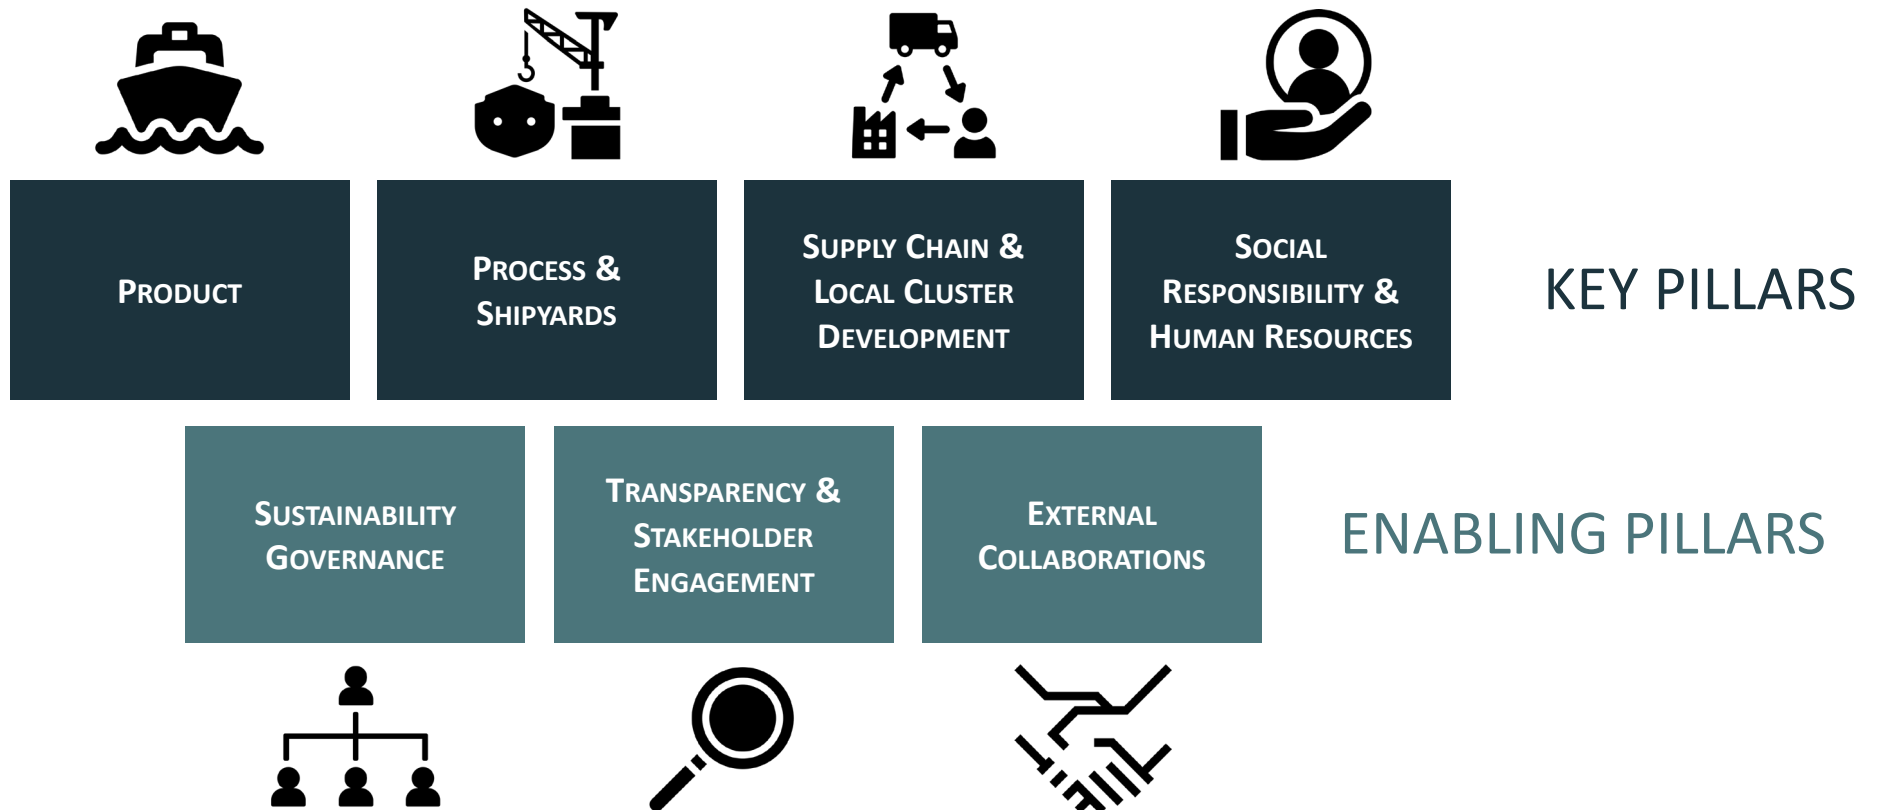 PRODUCT
PROCESS &
SHIPYARDS
SUPPLY CHAIN &
LOCAL CLUSTER
DEVELOPMENT
SOCIAL
RESPONSIBILITY &
HUMAN RESOURCES
KEY PILLARS
SUSTAINABILITY
GOVERNANCE
TRANSPARENCY &
STAKEHOLDER
ENGAGEMENT
EXTERNAL
COLLABORATIONS
ENABLING PILLARS